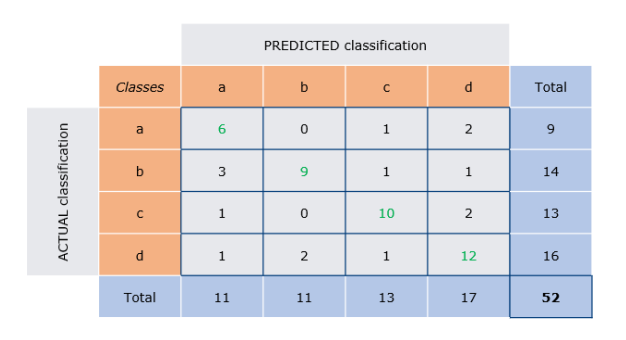 PREDICTED classification
Classes a b c d Total
ACTUAL classification
a 6 0 1 2 9
b 3 9 1 1 14
c 1 0 10 2 13
d 1 2 1 12 16
Total 11 11 13 17 52